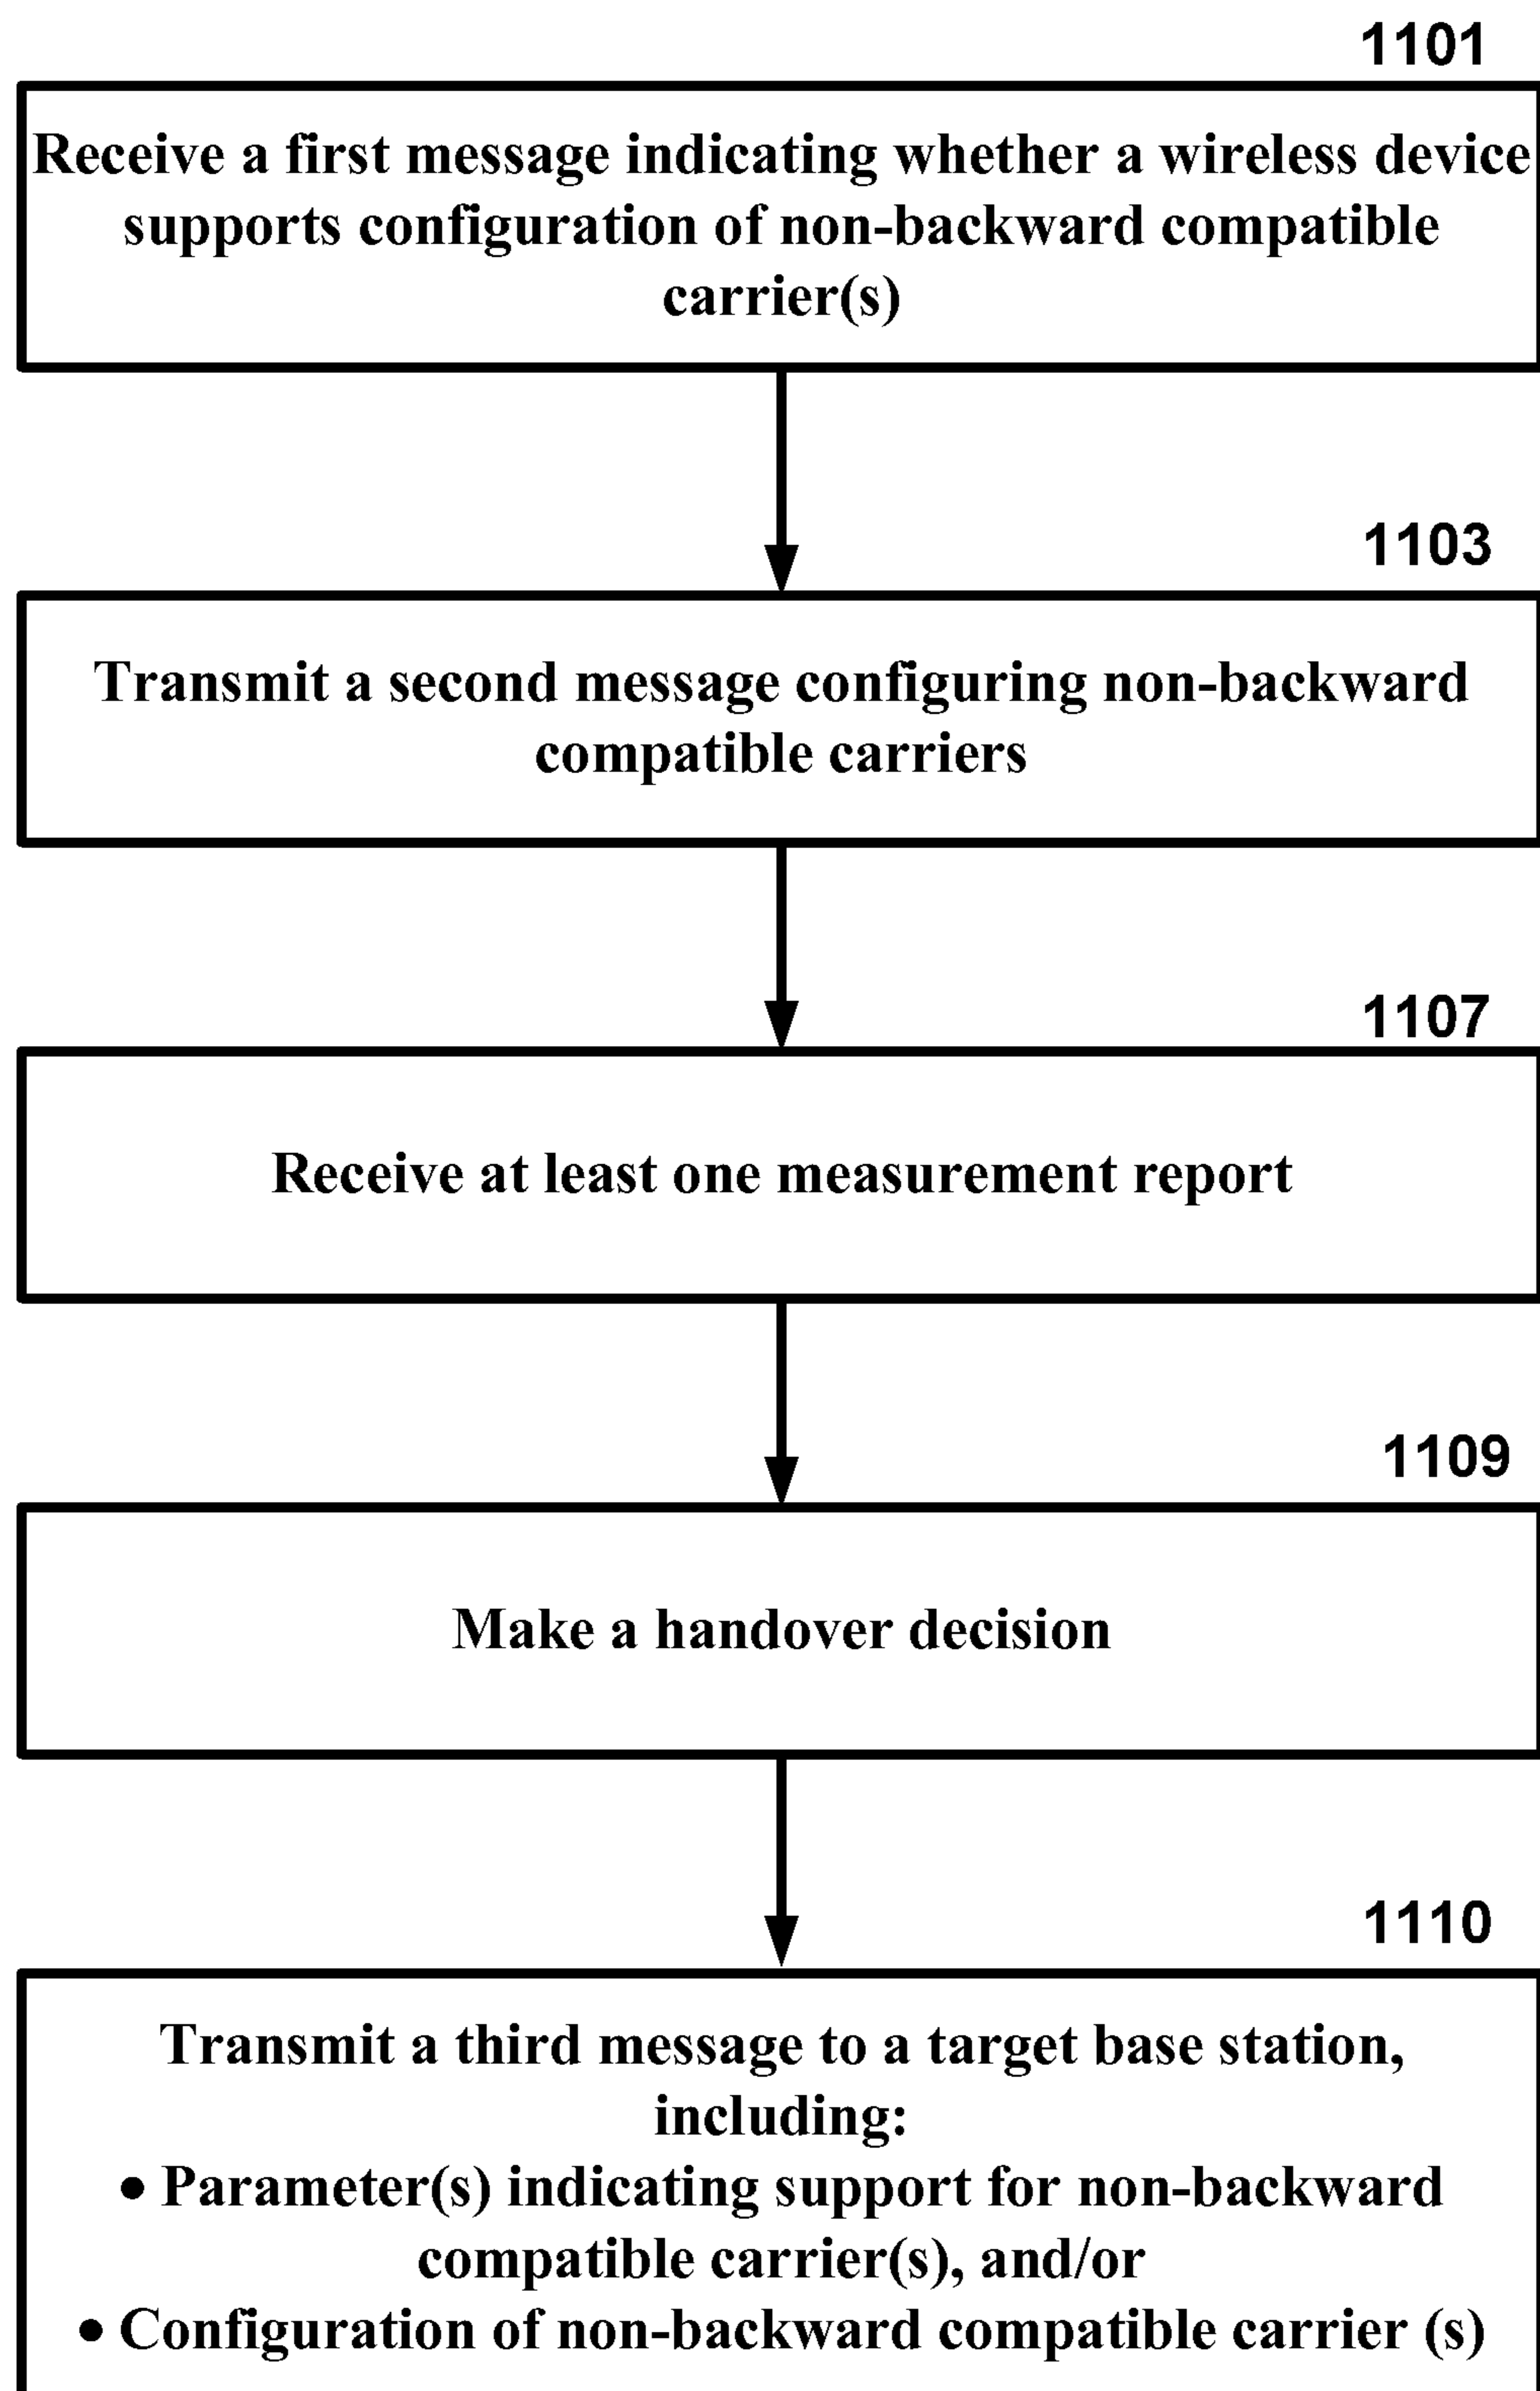 1101
Receive a first message indicating whether a wireless device
supports configuration of non-backward compatible
carrier(s)
1103
Transmit a second message configuring non-backward
compatible carriers
1107
Receive at least one measurement report
1109
Make a handover decision
1110
Transmit a third message to a target base station,
including:
• Parameter(s) indicating support for non-backward
compatible carrier(s), and/or
• Configuration of non-backward compatible carrier (s)